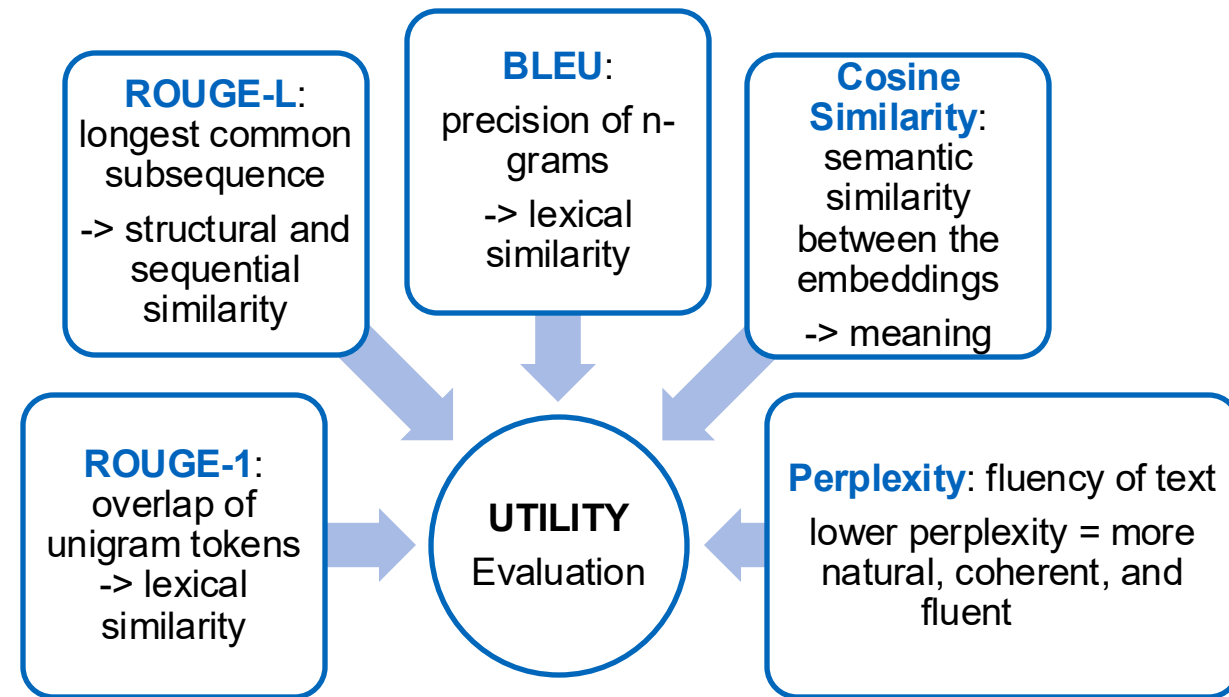 ROUGE-L:
longest common
subsequence
-> structural and
sequential
similarity
BLEU:
precision of n-
grams
-> lexical
similarity
Cosine
Similarity:
semantic
similarity
between the
embeddings
-> meaning
ROUGE-1:
overlap of
unigram tokens
-> lexical
similarity
UTILITY
Evaluation
Perplexity: fluency of text
lower perplexity = more
natural, coherent, and
fluent